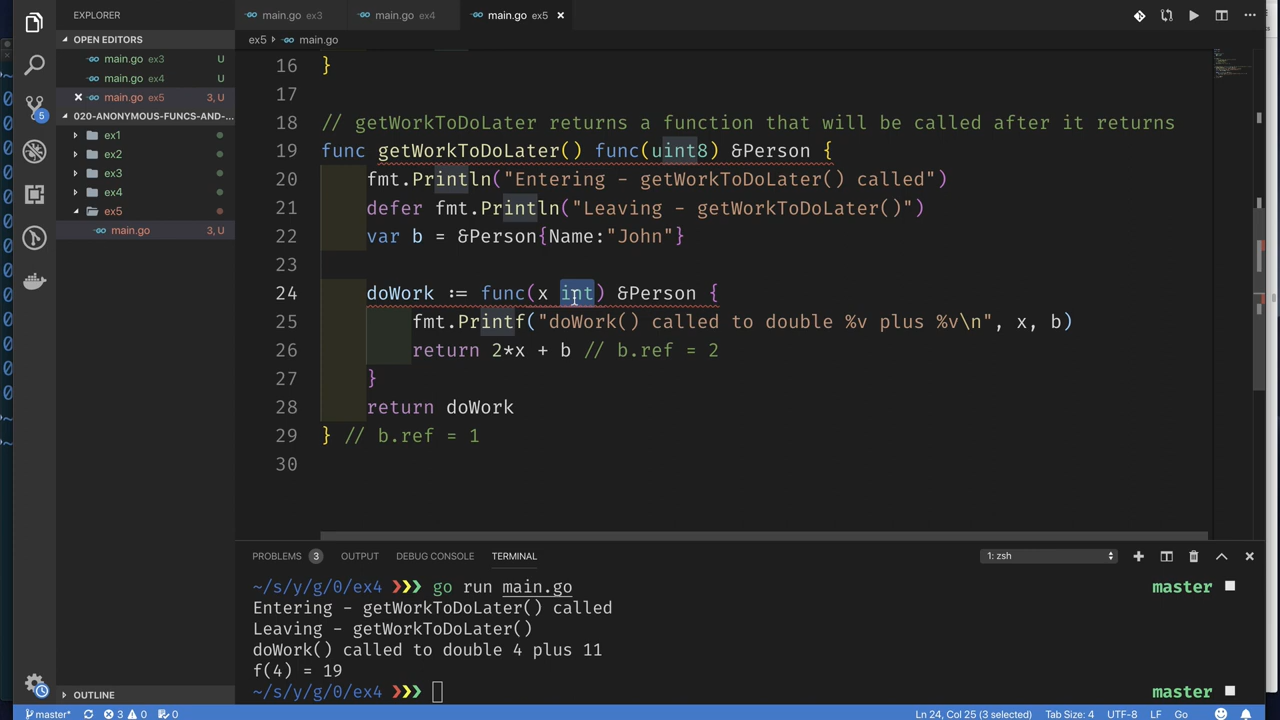 EXPLORER
main.go ex3
main.go ex4
main.go ex5
OPEN EDITORS
main.go ex3 U
main.go ex4 U
main.go ex5 3, U
020-ANONYMOUS-FUNCS-AND-...
ex1
ex2
ex3
ex4
ex5
main.go 3, U
OUTLINE
ex5 main.go
16 }
17
18 // getWorkToDoLater returns a function that will be called after it returns
19 func getWorkToDoLater() func(uint8) &Person {
20 fmt.Println("Entering - getWorkToDoLater() called")
21 defer fmt.Println("Leaving - getWorkToDoLater()")
22 var b = &Person{Name:"John"}
23
24 doWork := func(x int) &Person {
25 fmt.Printf("doWork() called to double %v plus %v\n", x, b)
26 return 2*x + b // b.ref = 2
27 }
28 return doWork
29 } // b.ref = 1
30
PROBLEMS 3 OUTPUT DEBUG CONSOLE TERMINAL 1: zsh
~/s/y/g/0/ex4 ❯❯❯ go run main.go master
Entering - getWorkToDoLater() called
Leaving - getWorkToDoLater()
doWork() called to double 4 plus 11
f(4) = 19
~/s/y/g/0/ex4 ❯❯❯ master
5
master* 3 0 0 Ln 24, Col 25 (3 selected) Tab Size: 4 UTF-8 LF Go